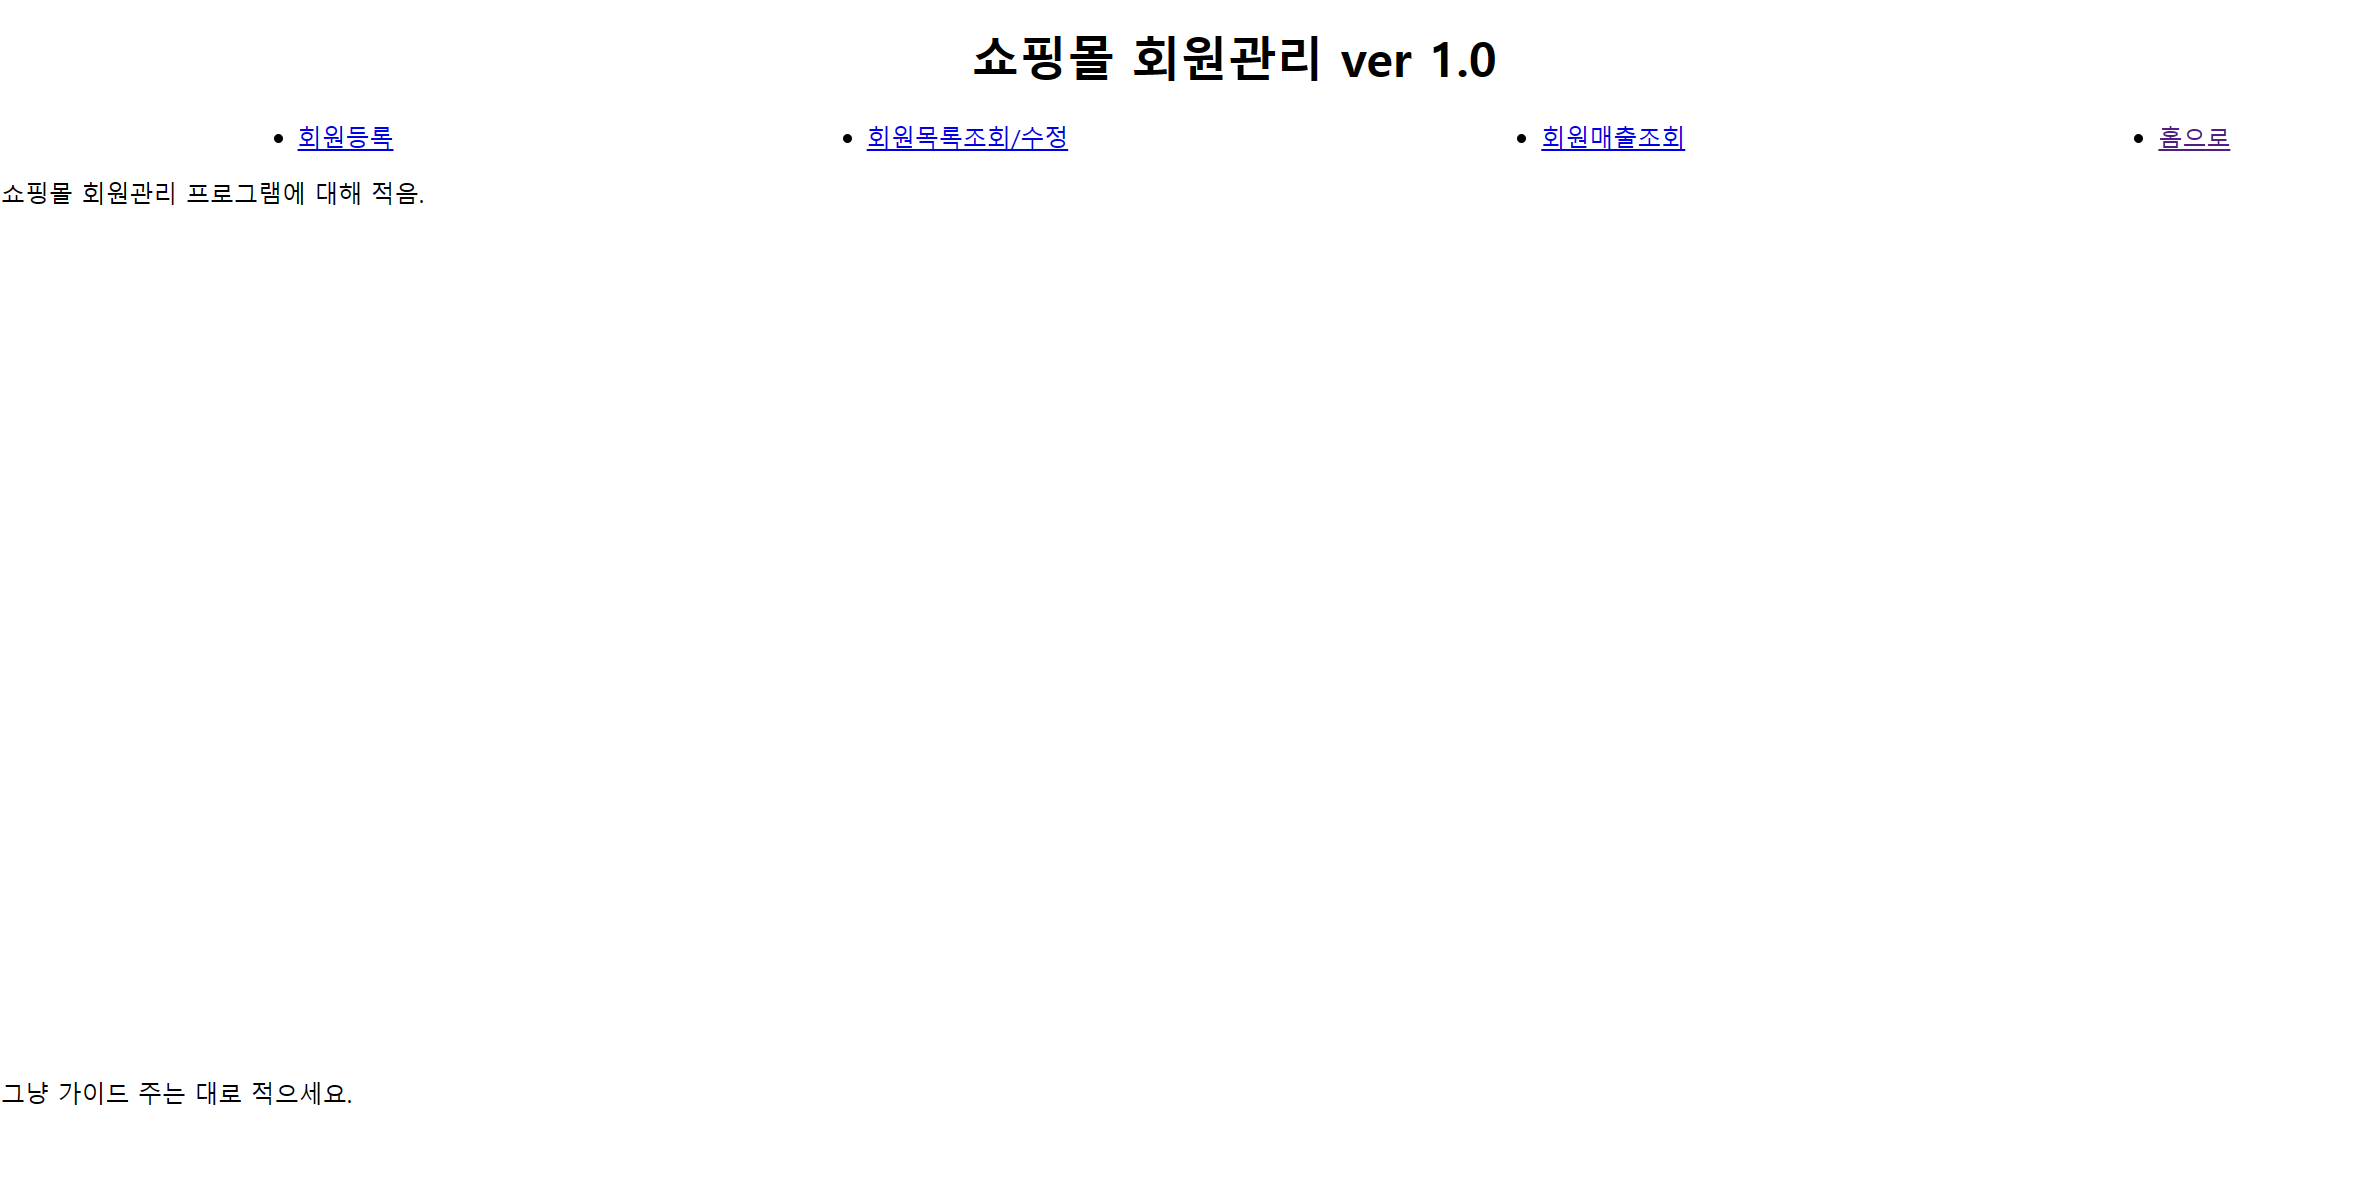 쇼핑몰 회원관리 ver 1.0
• 회원등록 • 회원목록조회/수정 • 회원매출조회 • 홈으로
쇼핑몰 회원관리 프로그램에 대해 적음.
그냥 가이드 주는 대로 적으세요.